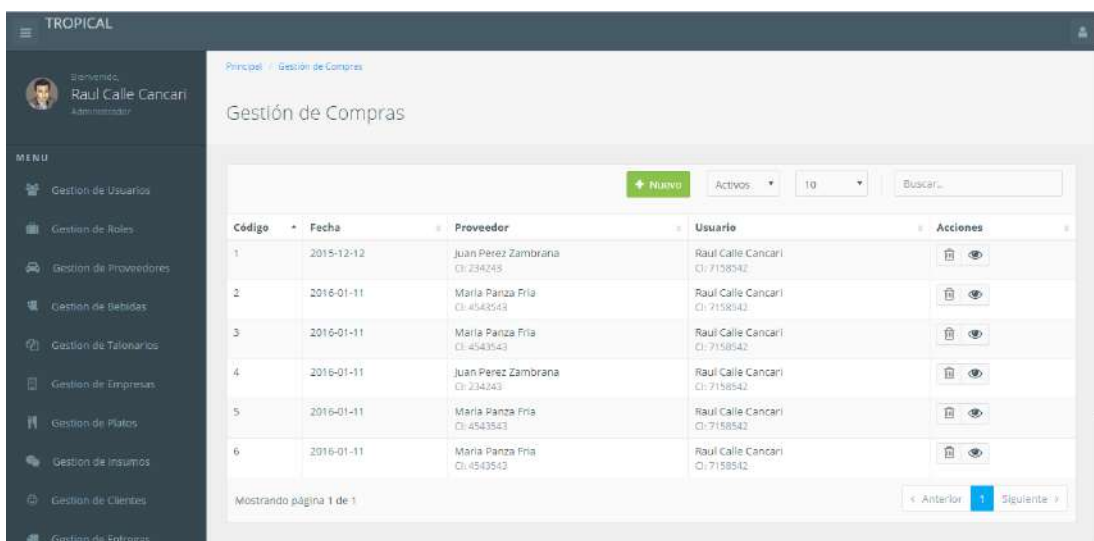 TROPICAL
Bienvenido,
Raul Calle Cancari
Administrador
MENU
Gestion de Usuarios
Gestion de Roles
Gestion de Proveedores
Gestion de Bebidas
Gestion de Talonarios
Gestion de Empresas
Gestion de Platos
Gestion de Insumos
Gestion de Clientes
Gestion de Entregas
Principal / Gestión de Compras
Gestión de Compras
+ Nuevo Activos 10 Buscar...
Código Fecha Proveedor Usuario Acciones
1 2015-12-12 Juan Perez Zambrana Raul Calle Cancari
CI: 234243 CI: 7158542
2 2016-01-11 Maria Panza Fria Raul Calle Cancari
CI: 4543543 CI: 7158542
3 2016-01-11 Maria Panza Fria Raul Calle Cancari
CI: 4543543 CI: 7158542
4 2016-01-11 Juan Perez Zambrana Raul Calle Cancari
CI: 234243 CI: 7158542
5 2016-01-11 Maria Panza Fria Raul Calle Cancari
CI: 4543543 CI: 7158542
6 2016-01-11 Maria Panza Fria Raul Calle Cancari
CI: 4543543 CI: 7158542
Mostrando página 1 de 1
< Anterior 1 Siguiente >